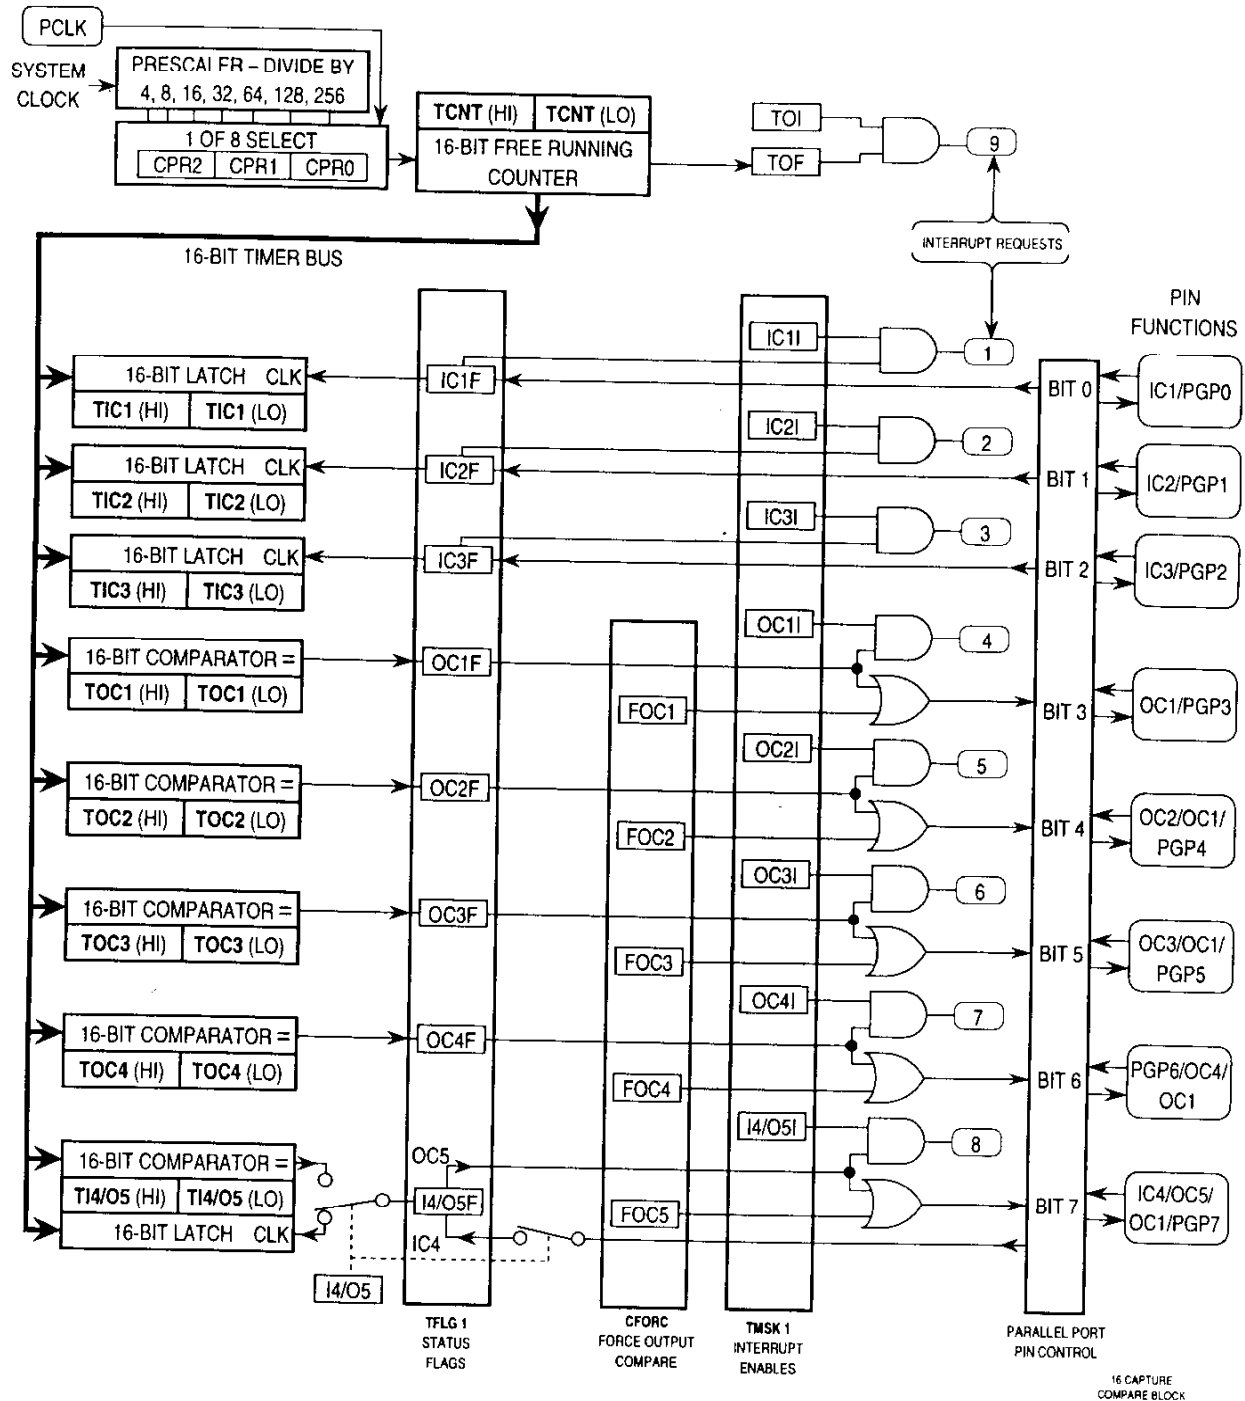 PCLK
SYSTEM
CLOCK
PRESCALER – DIVIDE BY
4, 8, 16, 32, 64, 128, 256
1 OF 8 SELECT
CPR2 CPR1 CPR0
TCNT (HI) TCNT (LO)
16-BIT FREE RUNNING
COUNTER
TOI
TOF
9
16-BIT TIMER BUS
INTERRUPT REQUESTS
PIN
FUNCTIONS
IC1I
1
16-BIT LATCH CLK
IC1F
BIT 0
IC1/PGP0
TIC1 (HI) TIC1 (LO)
IC2I
2
16-BIT LATCH CLK
IC2F
BIT 1
IC2/PGP1
TIC2 (HI) TIC2 (LO)
IC3I
3
16-BIT LATCH CLK
IC3F
BIT 2
IC3/PGP2
TIC3 (HI) TIC3 (LO)
OC1I
4
16-BIT COMPARATOR =
OC1F
TOC1 (HI) TOC1 (LO)
FOC1
BIT 3
OC1/PGP3
OC2I
5
16-BIT COMPARATOR =
OC2F
TOC2 (HI) TOC2 (LO)
FOC2
BIT 4
OC2/OC1/
PGP4
OC3I
6
16-BIT COMPARATOR =
OC3F
TOC3 (HI) TOC3 (LO)
FOC3
BIT 5
OC3/OC1/
PGP5
OC4I
7
16-BIT COMPARATOR =
OC4F
TOC4 (HI) TOC4 (LO)
FOC4
BIT 6
PGP6/OC4/
OC1
I4/O5I
8
16-BIT COMPARATOR =
OC5
TI4/O5 (HI) TI4/O5 (LO)
I4/O5F
FOC5
BIT 7
IC4/OC5/
OC1/PGP7
16-BIT LATCH CLK
IC4
I4/O5
TFLG 1
STATUS
FLAGS
CFORC
FORCE OUTPUT
COMPARE
TMSK 1
INTERRUPT
ENABLES
PARALLEL PORT
PIN CONTROL
16 CAPTURE
COMPARE BLOCK